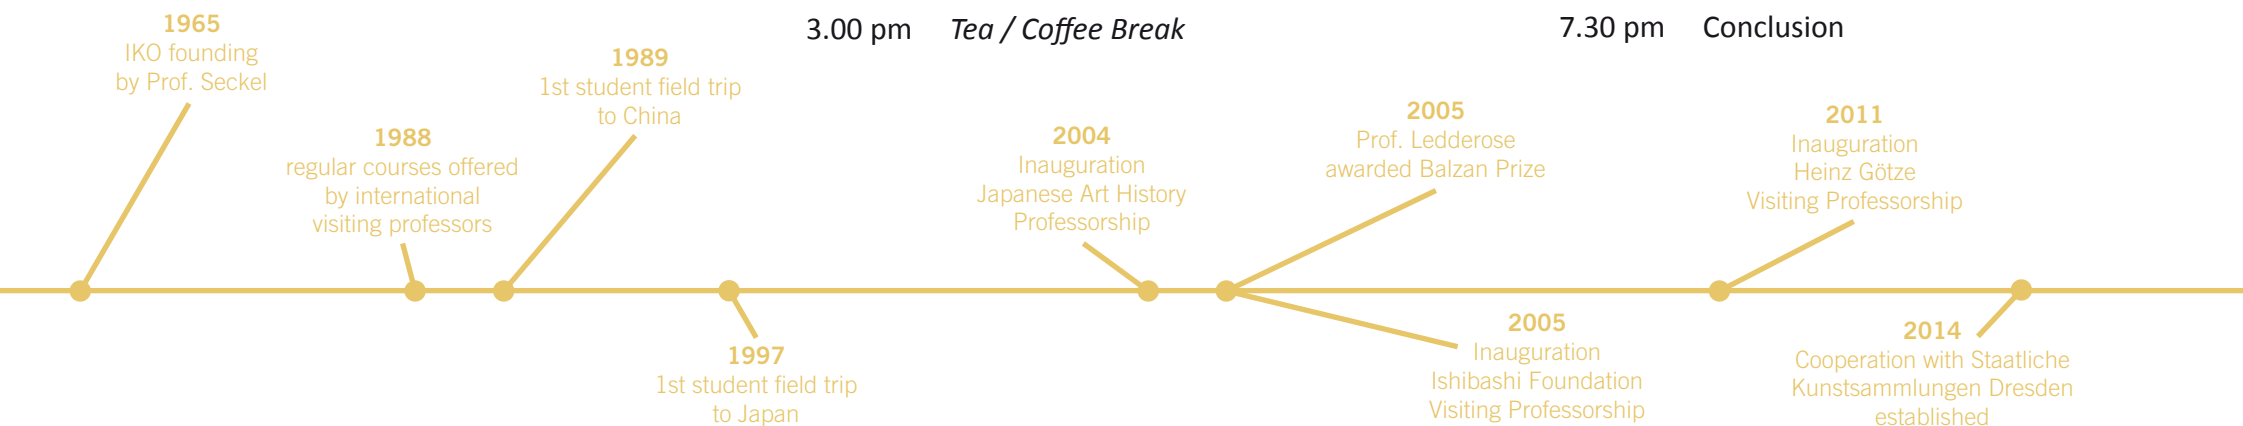 3.00 pm Tea / Coffee Break
7.30 pm Conclusion
1965
IKO founding
by Prof. Seckel
1988
regular courses offered
by international
visiting professors
1989
1st student field trip
to China
1997
1st student field trip
to Japan
2004
Inauguration
Japanese Art History
Professorship
2005
Prof. Ledderose
awarded Balzan Prize
2005
Inauguration
Ishibashi Foundation
Visiting Professorship
2011
Inauguration
Heinz Götze
Visiting Professorship
2014
Cooperation with Staatliche
Kunstsammlungen Dresden
established